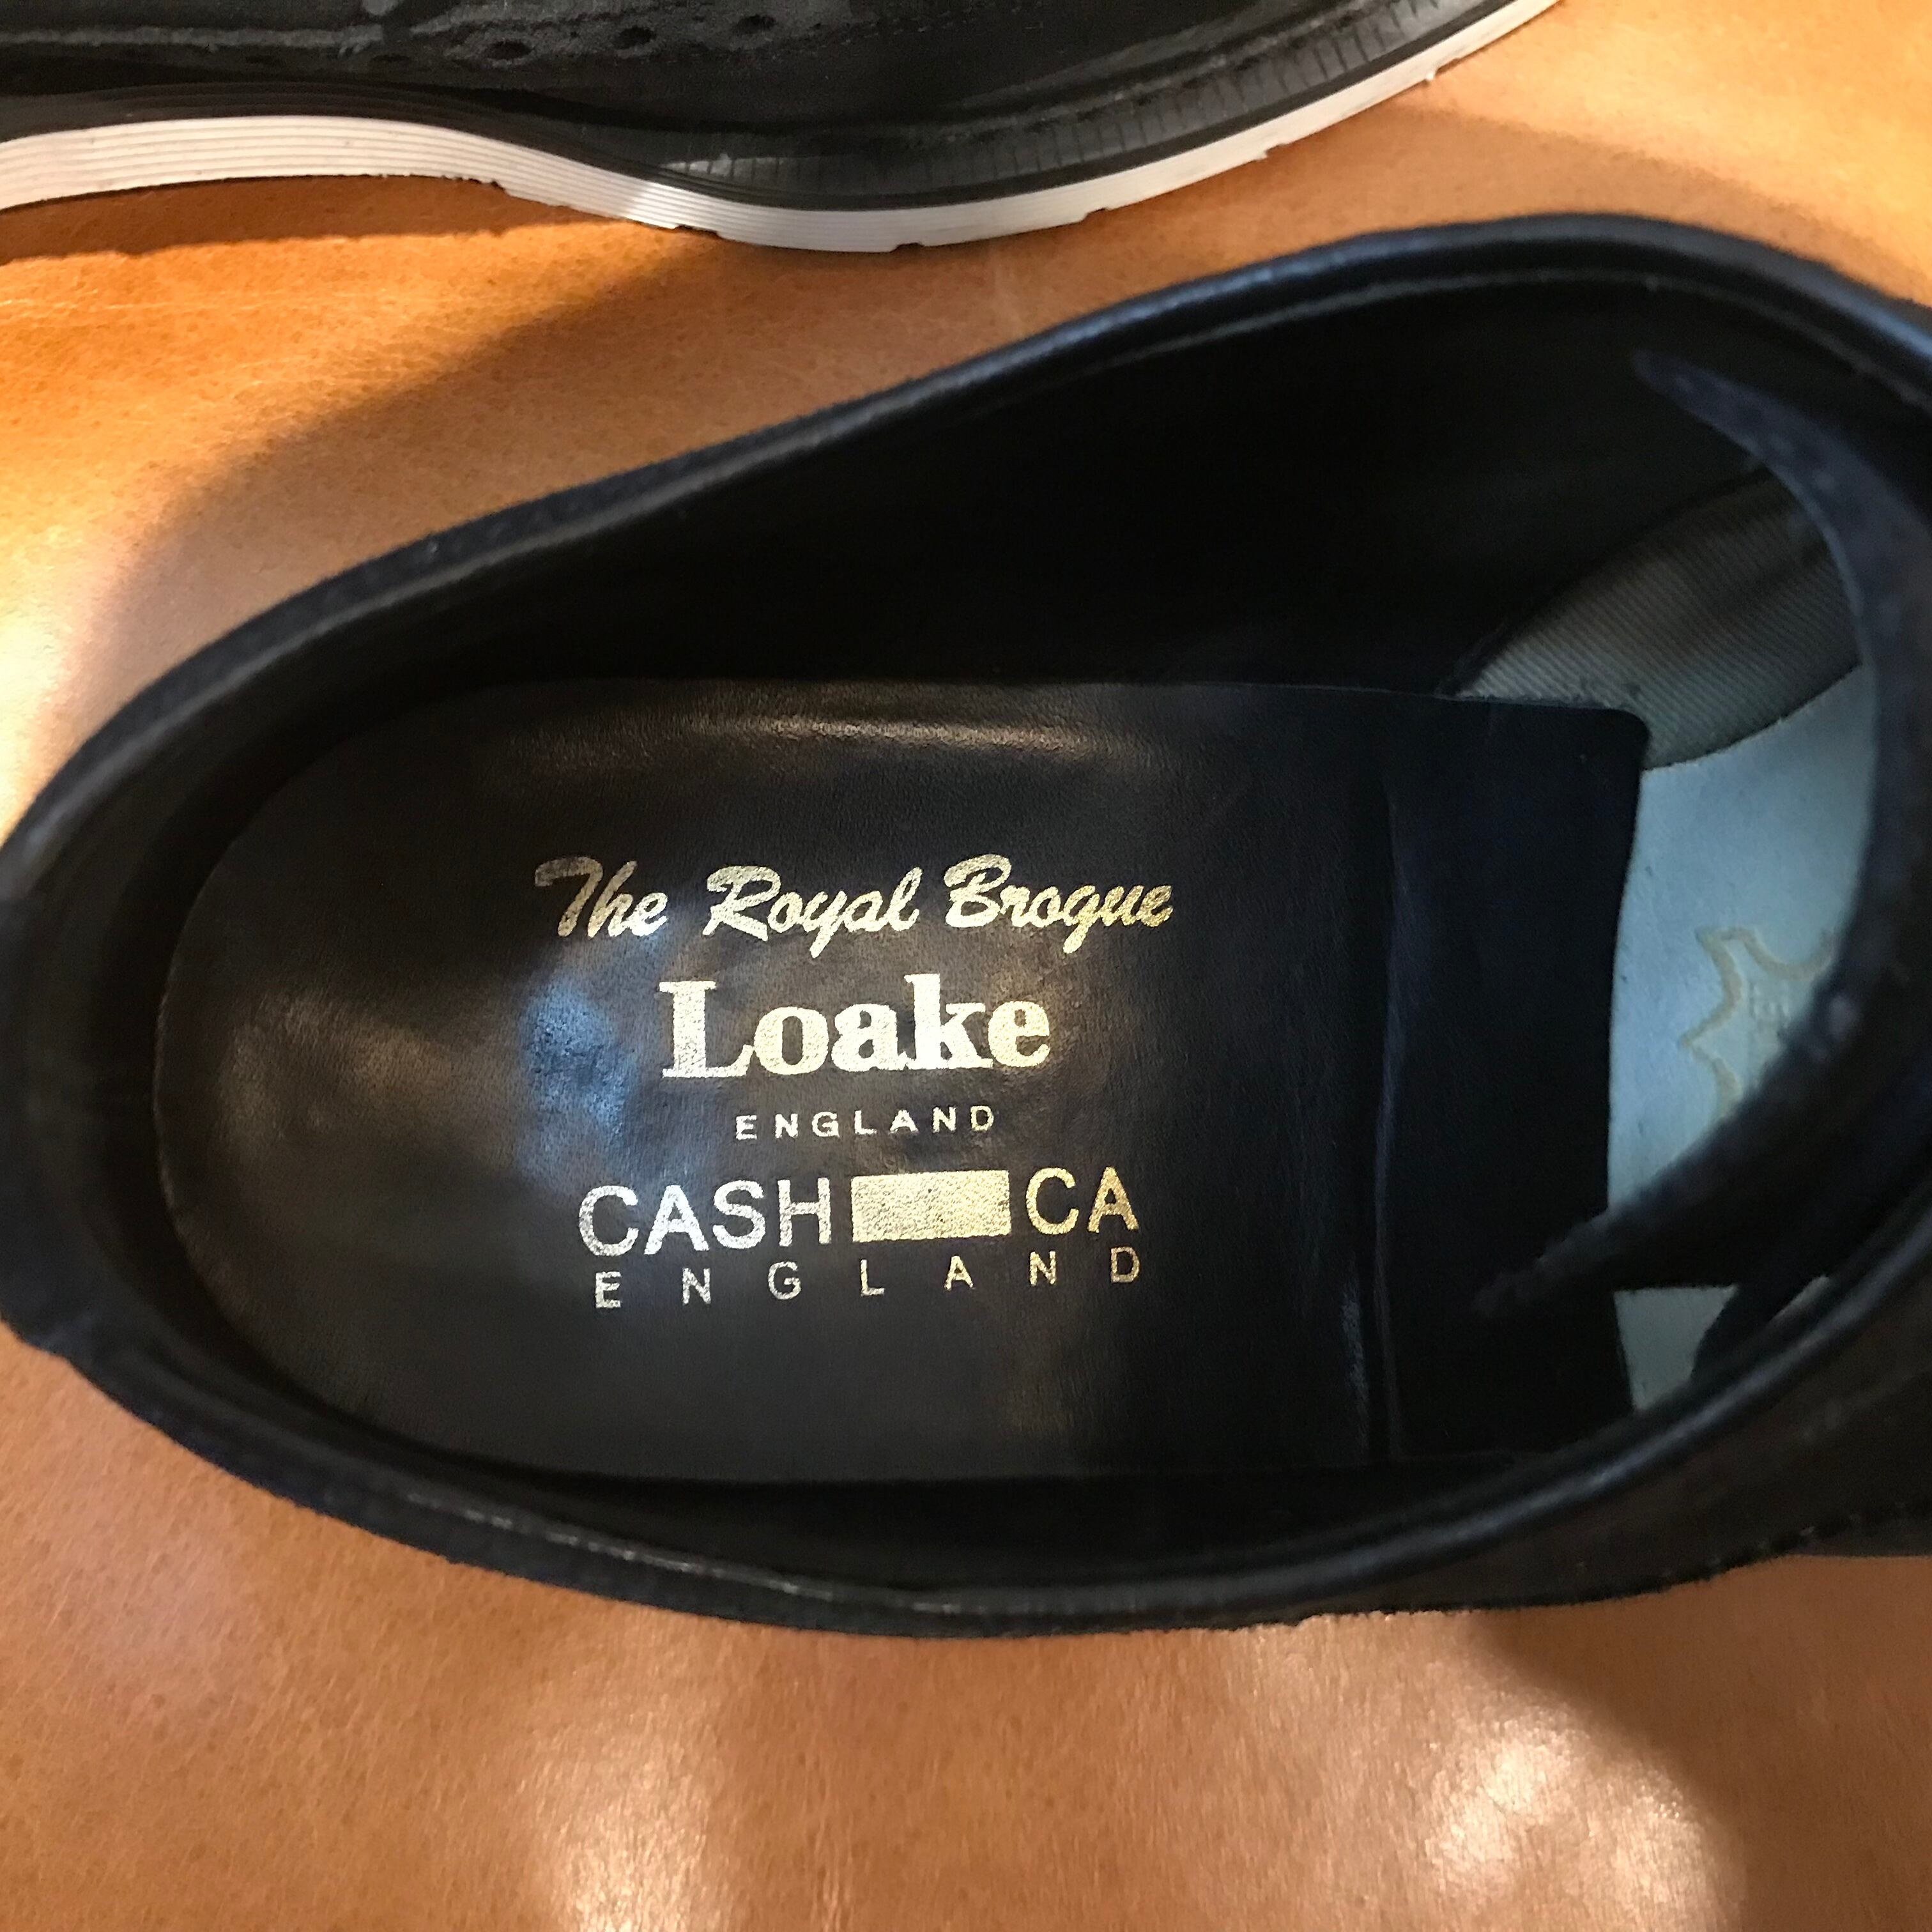 The Royal Brogue
Loake
ENGLAND
CASH CA
ENGLAND